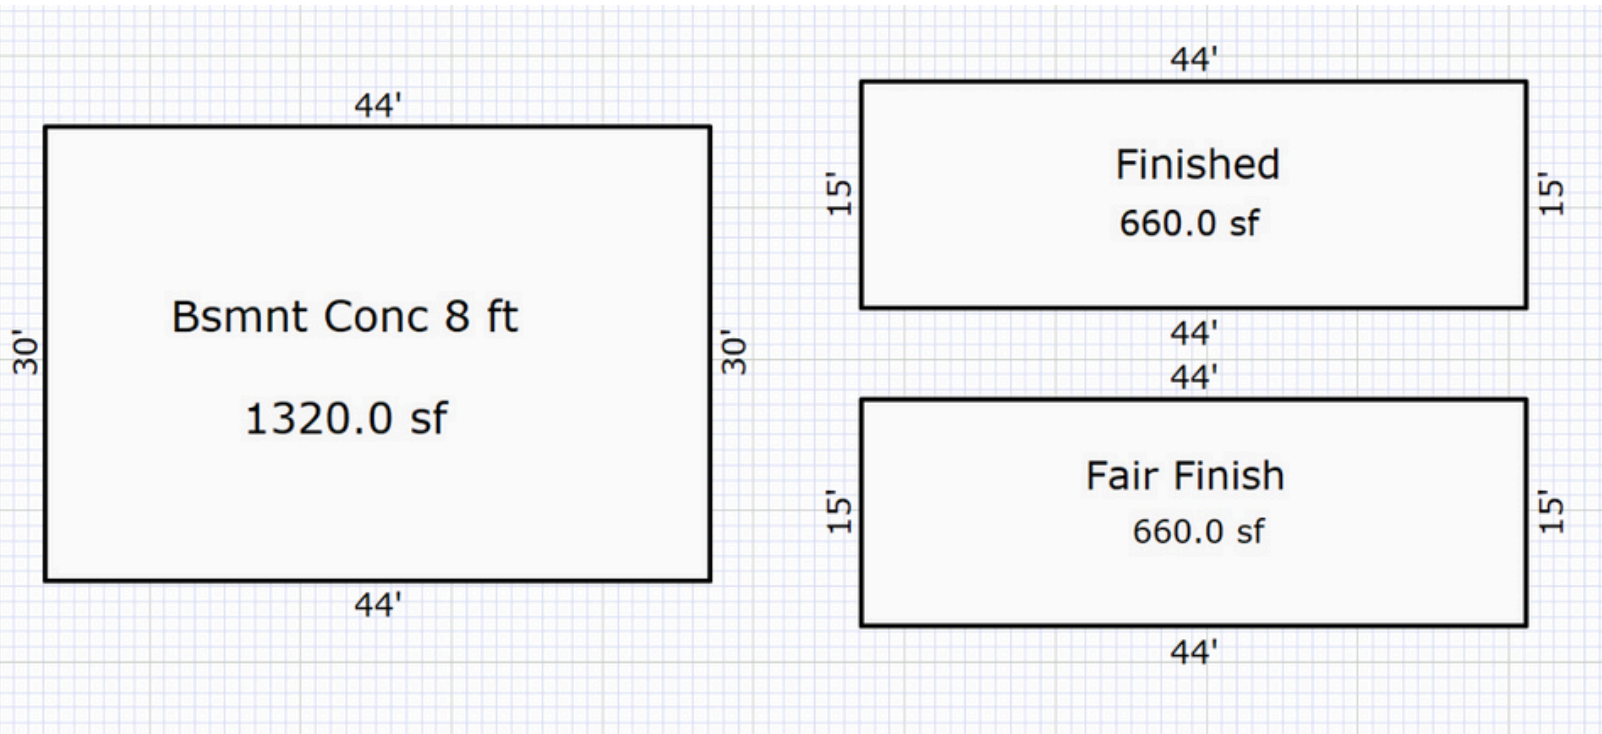 44'
30'
Bsmnt Conc 8 ft
1320.0 sf
30'
44'
44'
15'
Finished
660.0 sf
15'
44'
44'
15'
Fair Finish
660.0 sf
15'
44'